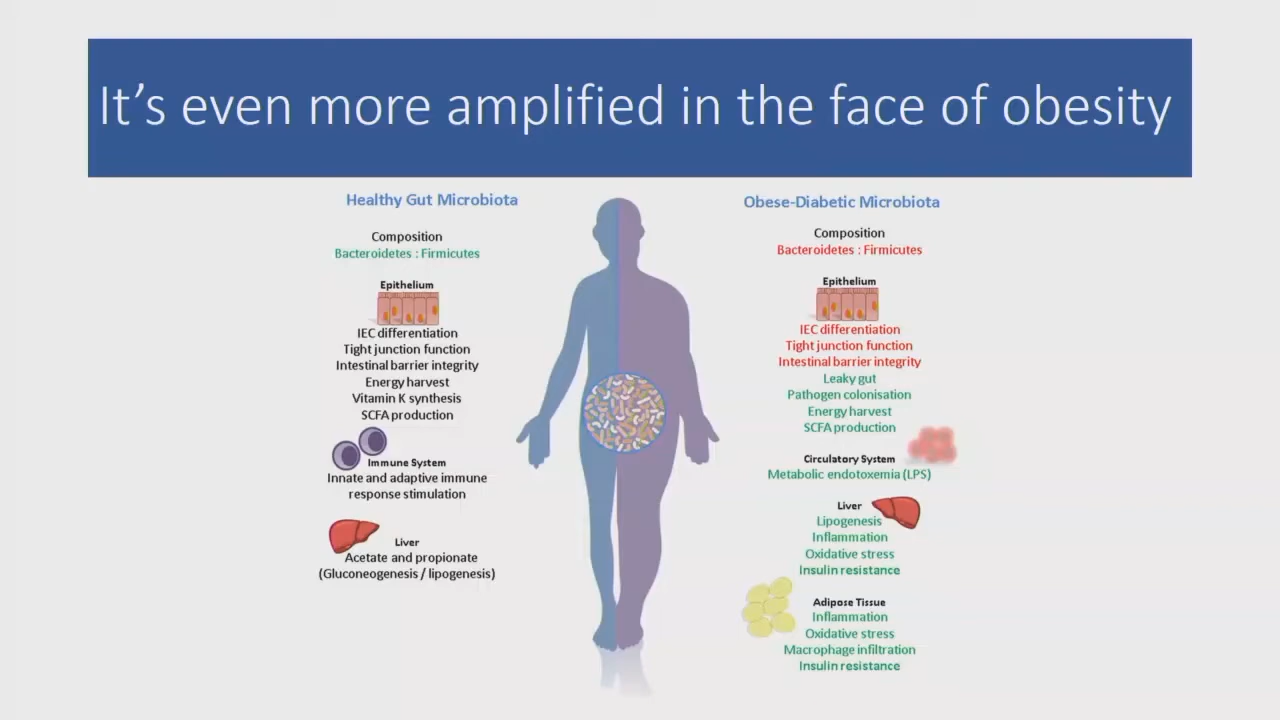 It's even more amplified in the face of obesity
Healthy Gut Microbiota
Composition
Bacteroidetes : Firmicutes
Epithelium
IEC differentiation
Tight junction function
Intestinal barrier integrity
Energy harvest
Vitamin K synthesis
SCFA production
Immune System
Innate and adaptive immune
response stimulation
Liver
Acetate and propionate
(Gluconeogenesis / lipogenesis)
Obese-Diabetic Microbiota
Composition
Bacteroidetes : Firmicutes
Epithelium
IEC differentiation
Tight junction function
Intestinal barrier integrity
Leaky gut
Pathogen colonisation
Energy harvest
SCFA production
Circulatory System
Metabolic endotoxemia (LPS)
Liver
Lipogenesis
Inflammation
Oxidative stress
Insulin resistance
Adipose Tissue
Inflammation
Oxidative stress
Macrophage infiltration
Insulin resistance